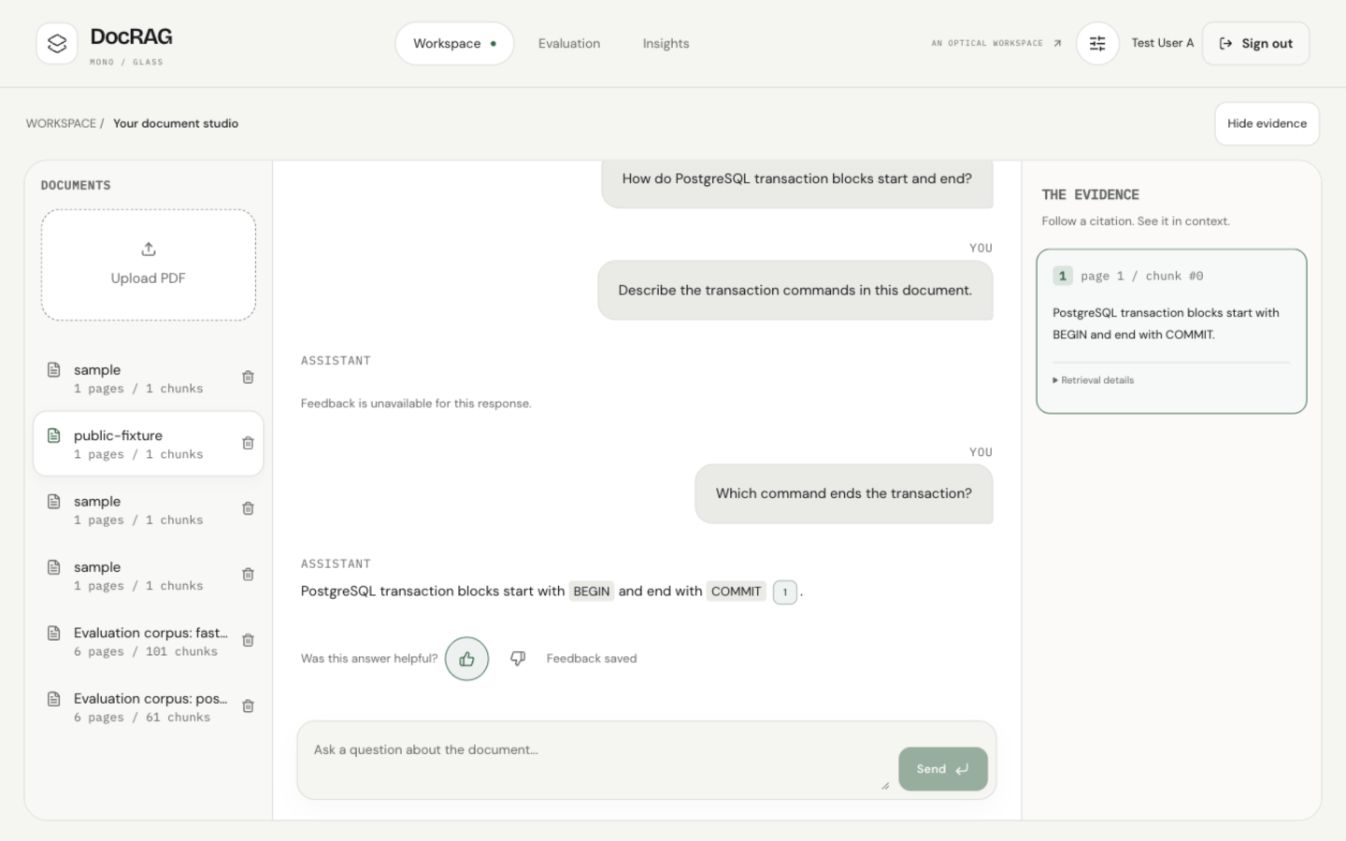 DocRAG
MONO / GLASS
Workspace
Evaluation
Insights
AN OPTICAL WORKSPACE
Test User A
Sign out
WORKSPACE / Your document studio
Hide evidence
DOCUMENTS
Upload PDF
sample
1 pages / 1 chunks
public-fixture
1 pages / 1 chunks
sample
1 pages / 1 chunks
sample
1 pages / 1 chunks
Evaluation corpus: fast...
6 pages / 101 chunks
Evaluation corpus: pos...
6 pages / 61 chunks
How do PostgreSQL transaction blocks start and end?
YOU
Describe the transaction commands in this document.
ASSISTANT
Feedback is unavailable for this response.
YOU
Which command ends the transaction?
ASSISTANT
PostgreSQL transaction blocks start with BEGIN and end with COMMIT 1.
Was this answer helpful? Feedback saved
Ask a question about the document...
Send
THE EVIDENCE
Follow a citation. See it in context.
1 page 1 / chunk #0
PostgreSQL transaction blocks start with
BEGIN and end with COMMIT.
Retrieval details